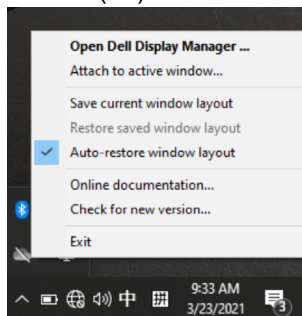 Open Dell Display Manager ...
Attach to active window...
Save current window layout
Restore saved window layout
Auto-restore window layout
Online documentation...
Check for new version...
Exit
中 拼 9:33 AM
3/23/2021
3